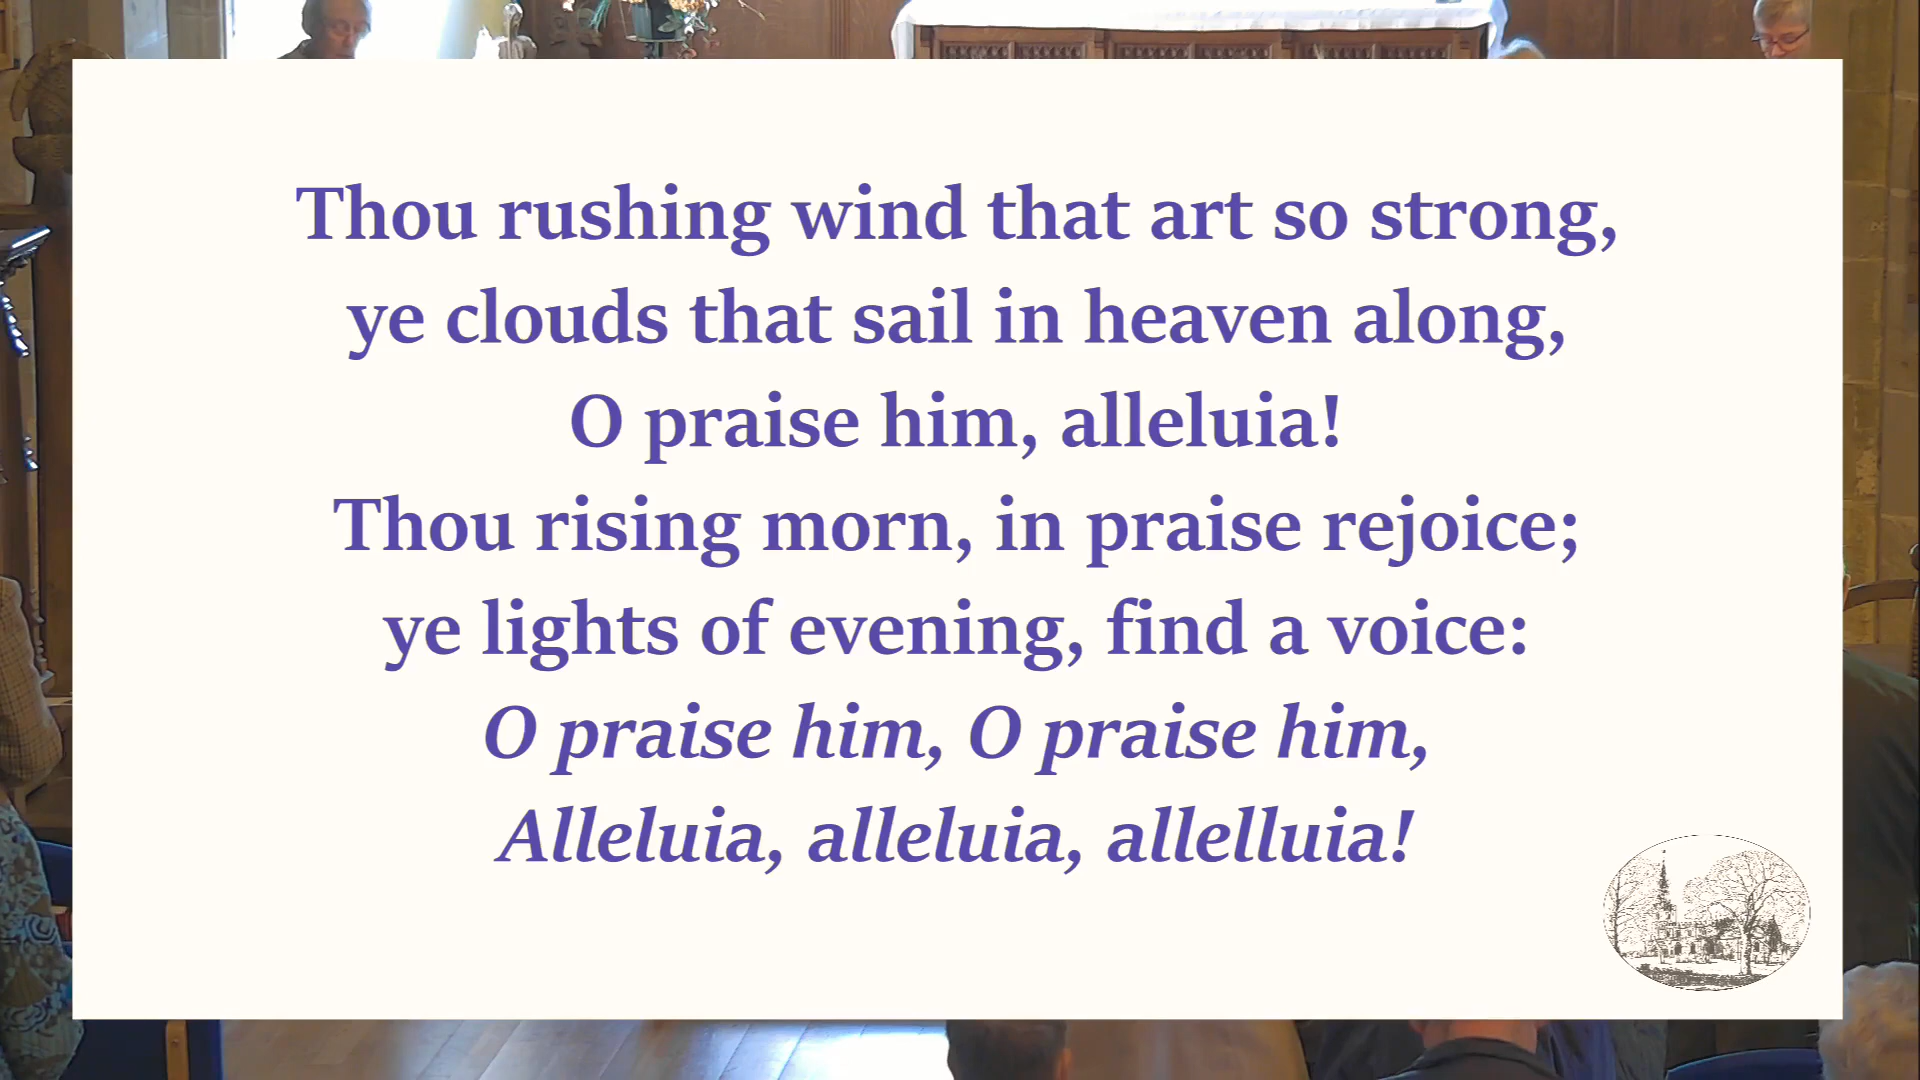 Thou rushing wind that art so strong,
ye clouds that sail in heaven along,
O praise him, alleluia!
Thou rising morn, in praise rejoice;
ye lights of evening, find a voice:
O praise him, O praise him,
Alleluia, alleluia, allelluia!